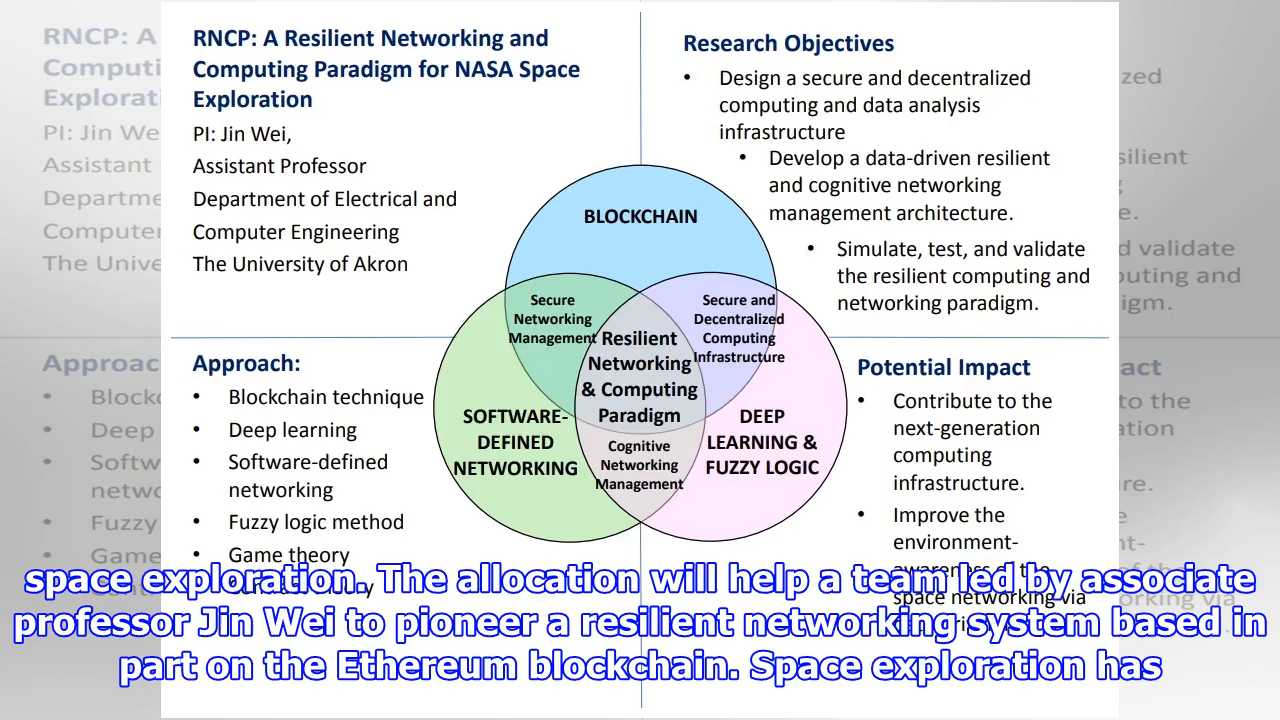 RNCP: A Resilient Networking and
Computing Paradigm for NASA Space
Exploration
PI: Jin Wei,
Assistant Professor
Department of Electrical and
Computer Engineering
The University of Akron
Research Objectives
• Design a secure and decentralized
computing and data analysis
infrastructure
• Develop a data-driven resilient
and cognitive networking
management architecture.
• Simulate, test, and validate
the resilient computing and
networking paradigm.
BLOCKCHAIN
Secure
Networking
Management
Secure and
Decentralized
Computing
Infrastructure
Resilient
Networking
& Computing
Paradigm
SOFTWARE-
DEFINED
NETWORKING
DEEP
LEARNING &
FUZZY LOGIC
Cognitive
Networking
Management
Approach:
• Blockchain technique
• Deep learning
• Software-defined
networking
• Fuzzy logic method
• Game theory
Potential Impact
• Contribute to the
next-generation
computing
infrastructure.
• Improve the
environment-
awareness of the
space networking via
space exploration. The allocation will help a team led by associate
professor Jin Wei to pioneer a resilient networking system based in
part on the Ethereum blockchain. Space exploration has